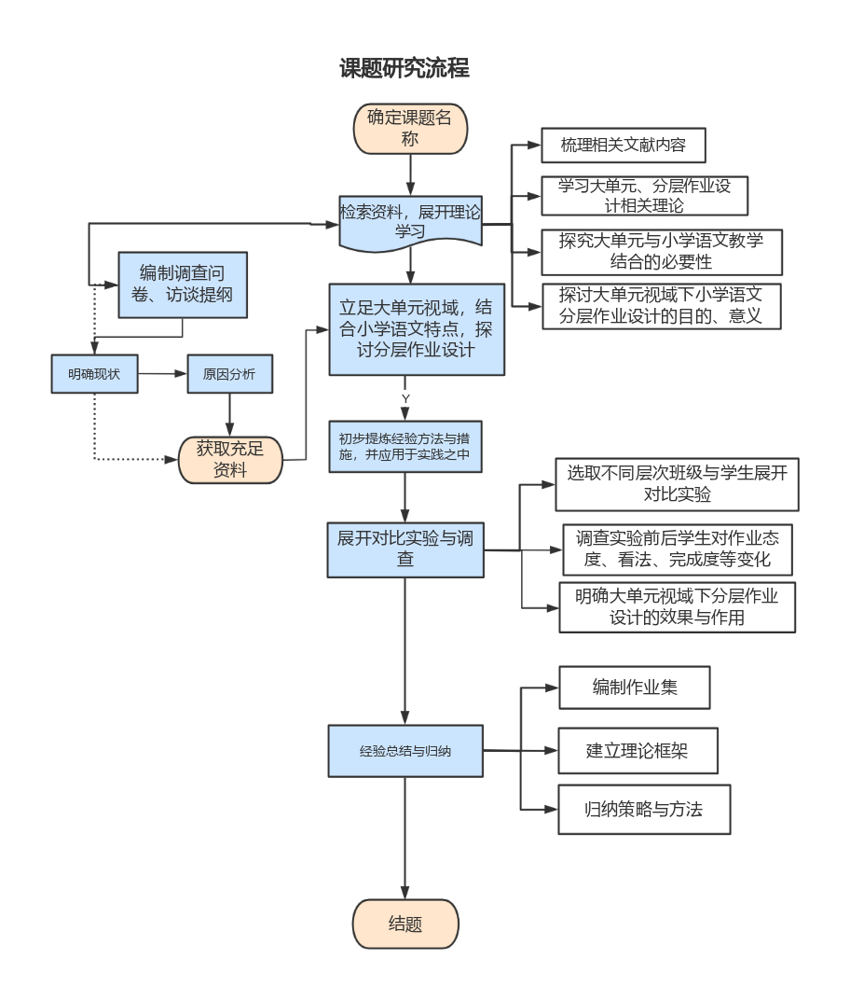 课题研究流程
确定课题名
称
梳理相关文献内容
学习大单元、分层作业设
计相关理论
检索资料，展开理论
学习
探究大单元与小学语文教学
结合的必要性
编制调查问
卷、访谈提纲
探讨大单元视域下小学语文
分层作业设计的目的、意义
立足大单元视域，结
合小学语文特点，探
讨分层作业设计
明确现状
原因分析
Y
获取充足
资料
初步提炼经验方法与措
施，并应用于实践之中
选取不同层次班级与学生展开
对比实验
展开对比实验与调
查
调查实验前后学生对作业态
度、看法、完成度等变化
明确大单元视域下分层作业
设计的效果与作用
编制作业集
经验总结与归纳
建立理论框架
归纳策略与方法
结题